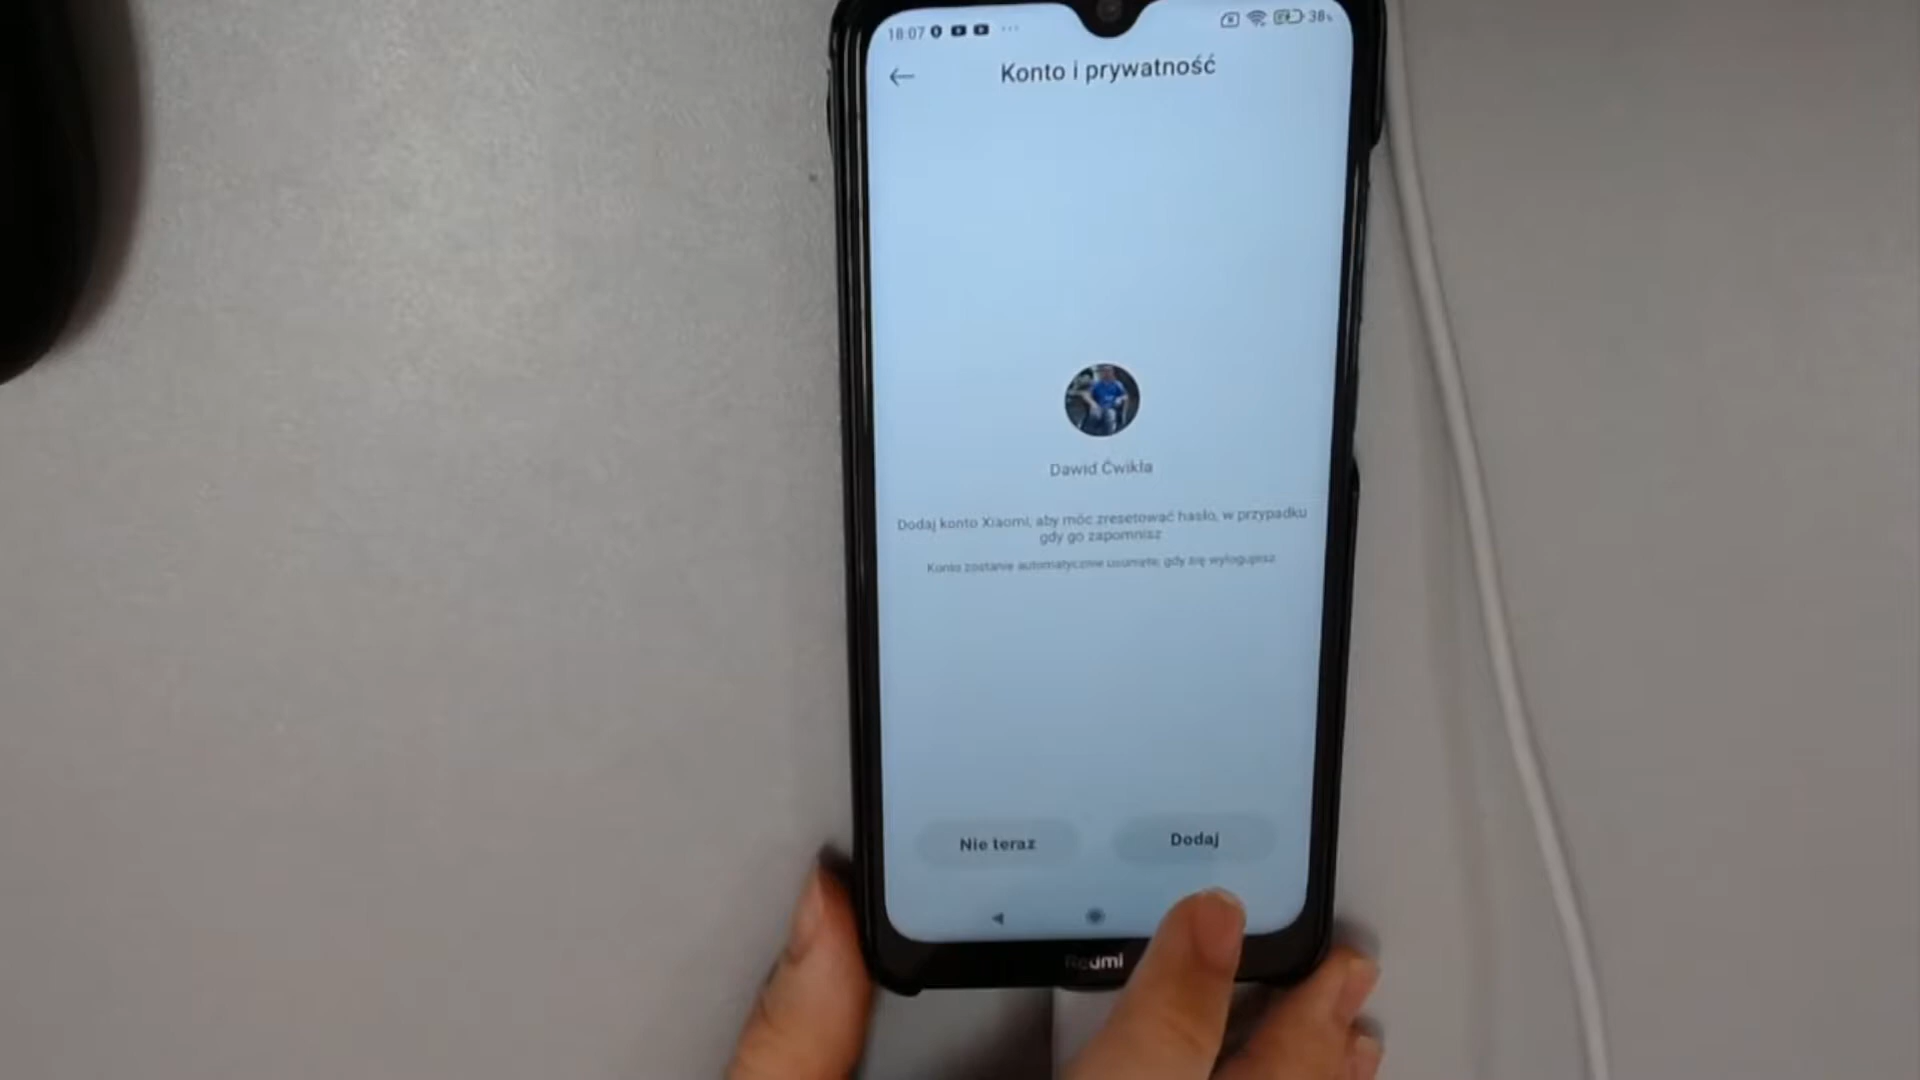 18:07
38%
Konto i prywatność
Dawid Ćwikła
Dodaj konto Xiaomi, aby móc zresetować hasło, w przypadku
gdy go zapomnisz
Konto zostanie automatycznie usunięte, gdy się wylogujesz
Nie teraz
Dodaj
Redmi